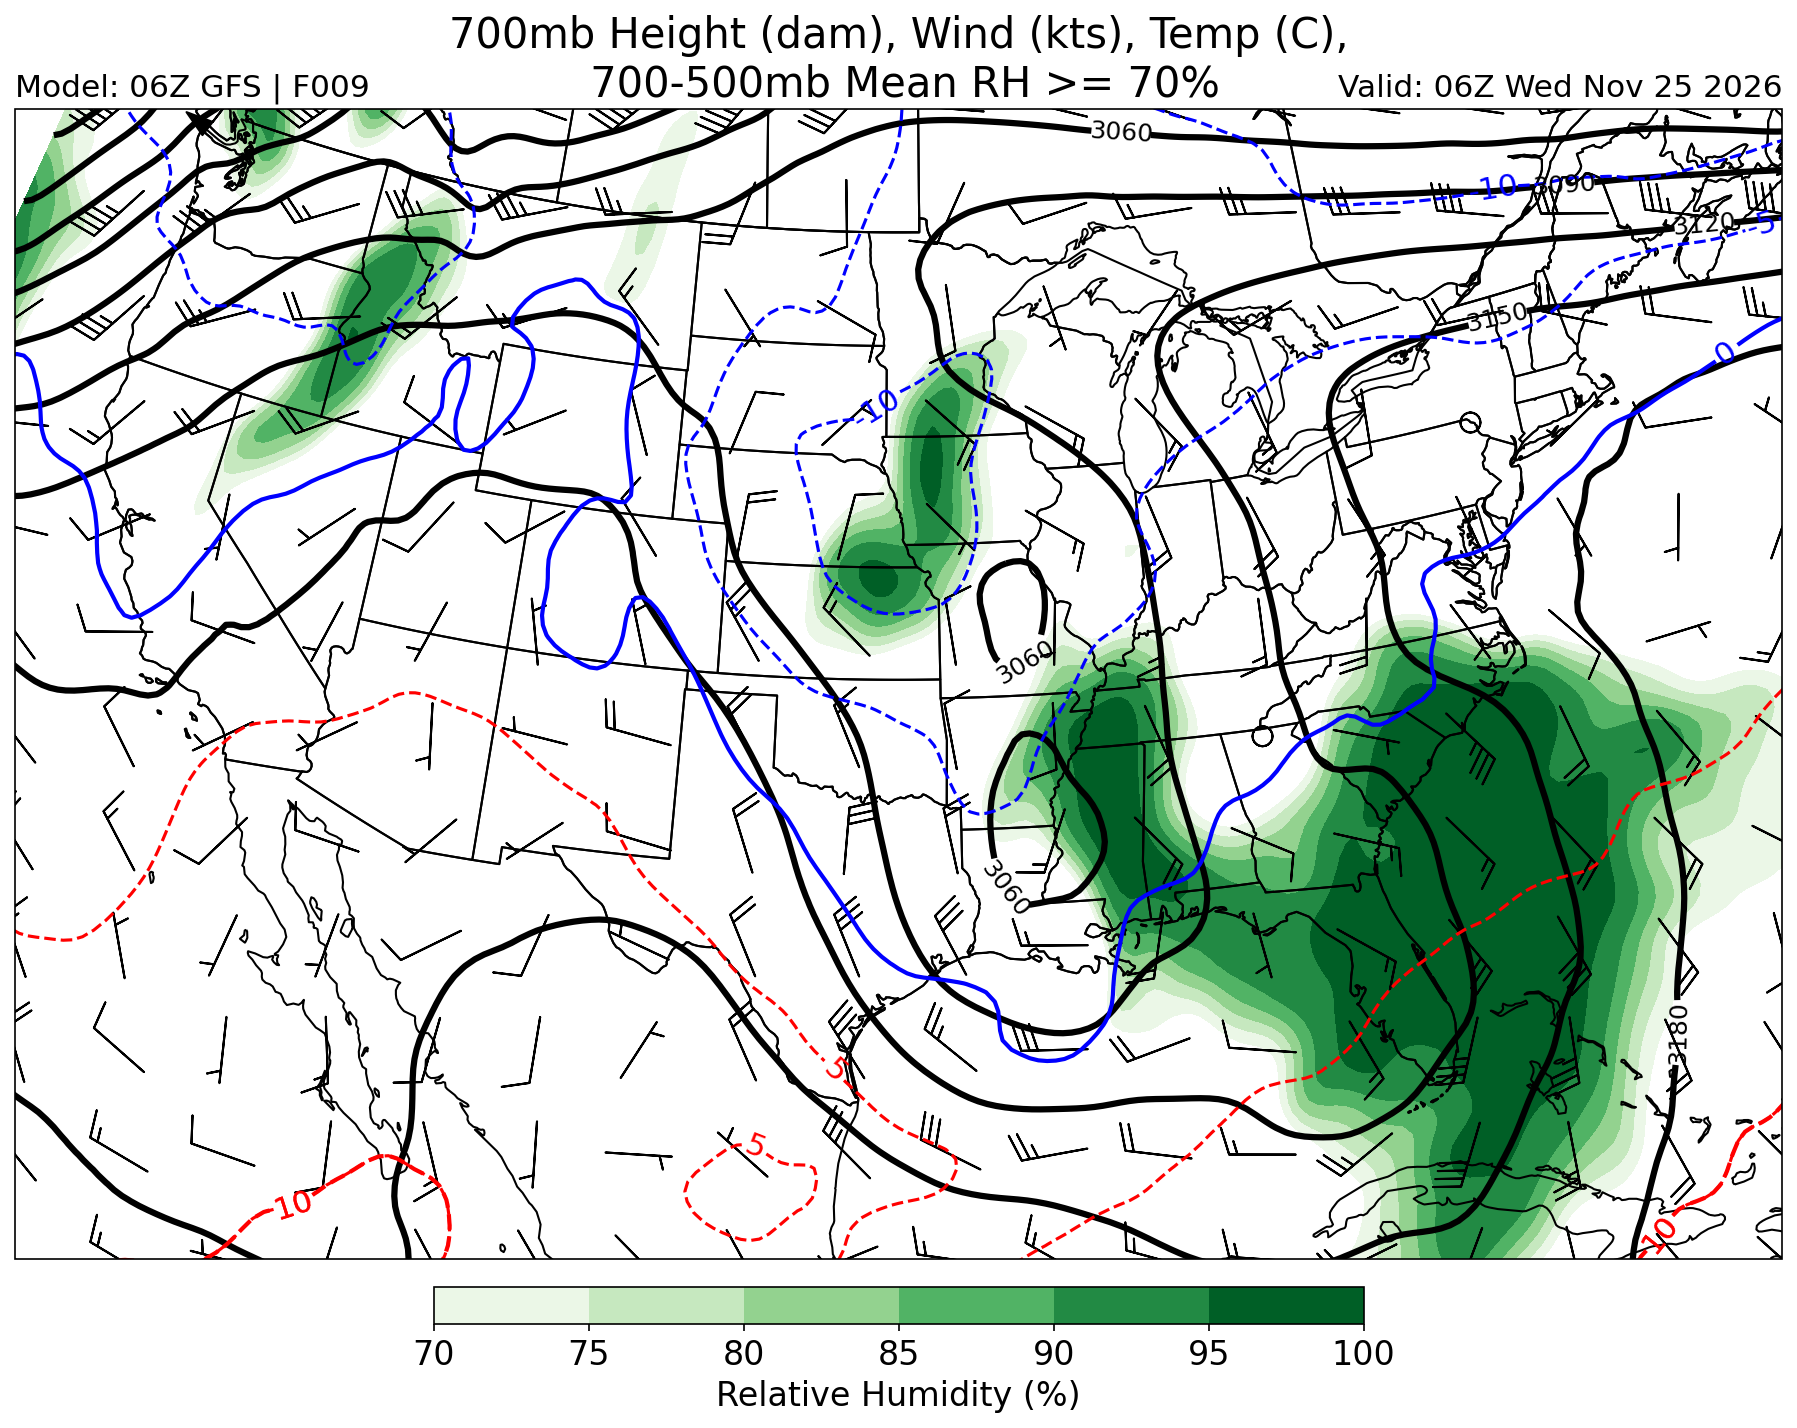 700mb Height (dam), Wind (kts), Temp (C),
700-500mb Mean RH >= 70%
Model: 06Z GFS | F009
Valid: 06Z Wed Nov 25 2026
3060
-10
3090
3120
-5
3150
0
-10
3060
3060
5
3180
5
10
10
70 75 80 85 90 95 100
Relative Humidity (%)